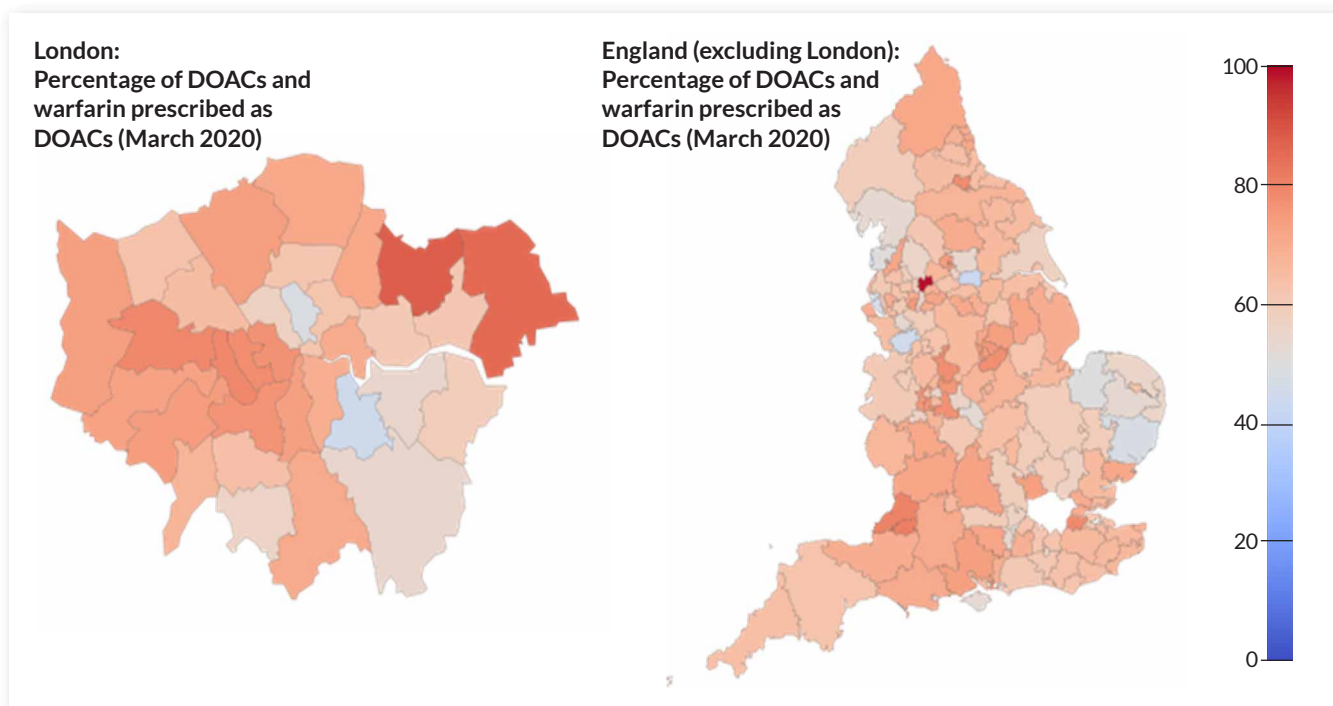 London:
Percentage of DOACs and
warfarin prescribed as
DOACs (March 2020)
England (excluding London):
Percentage of DOACs and
warfarin prescribed as
DOACs (March 2020)
100
80
60
40
20
0